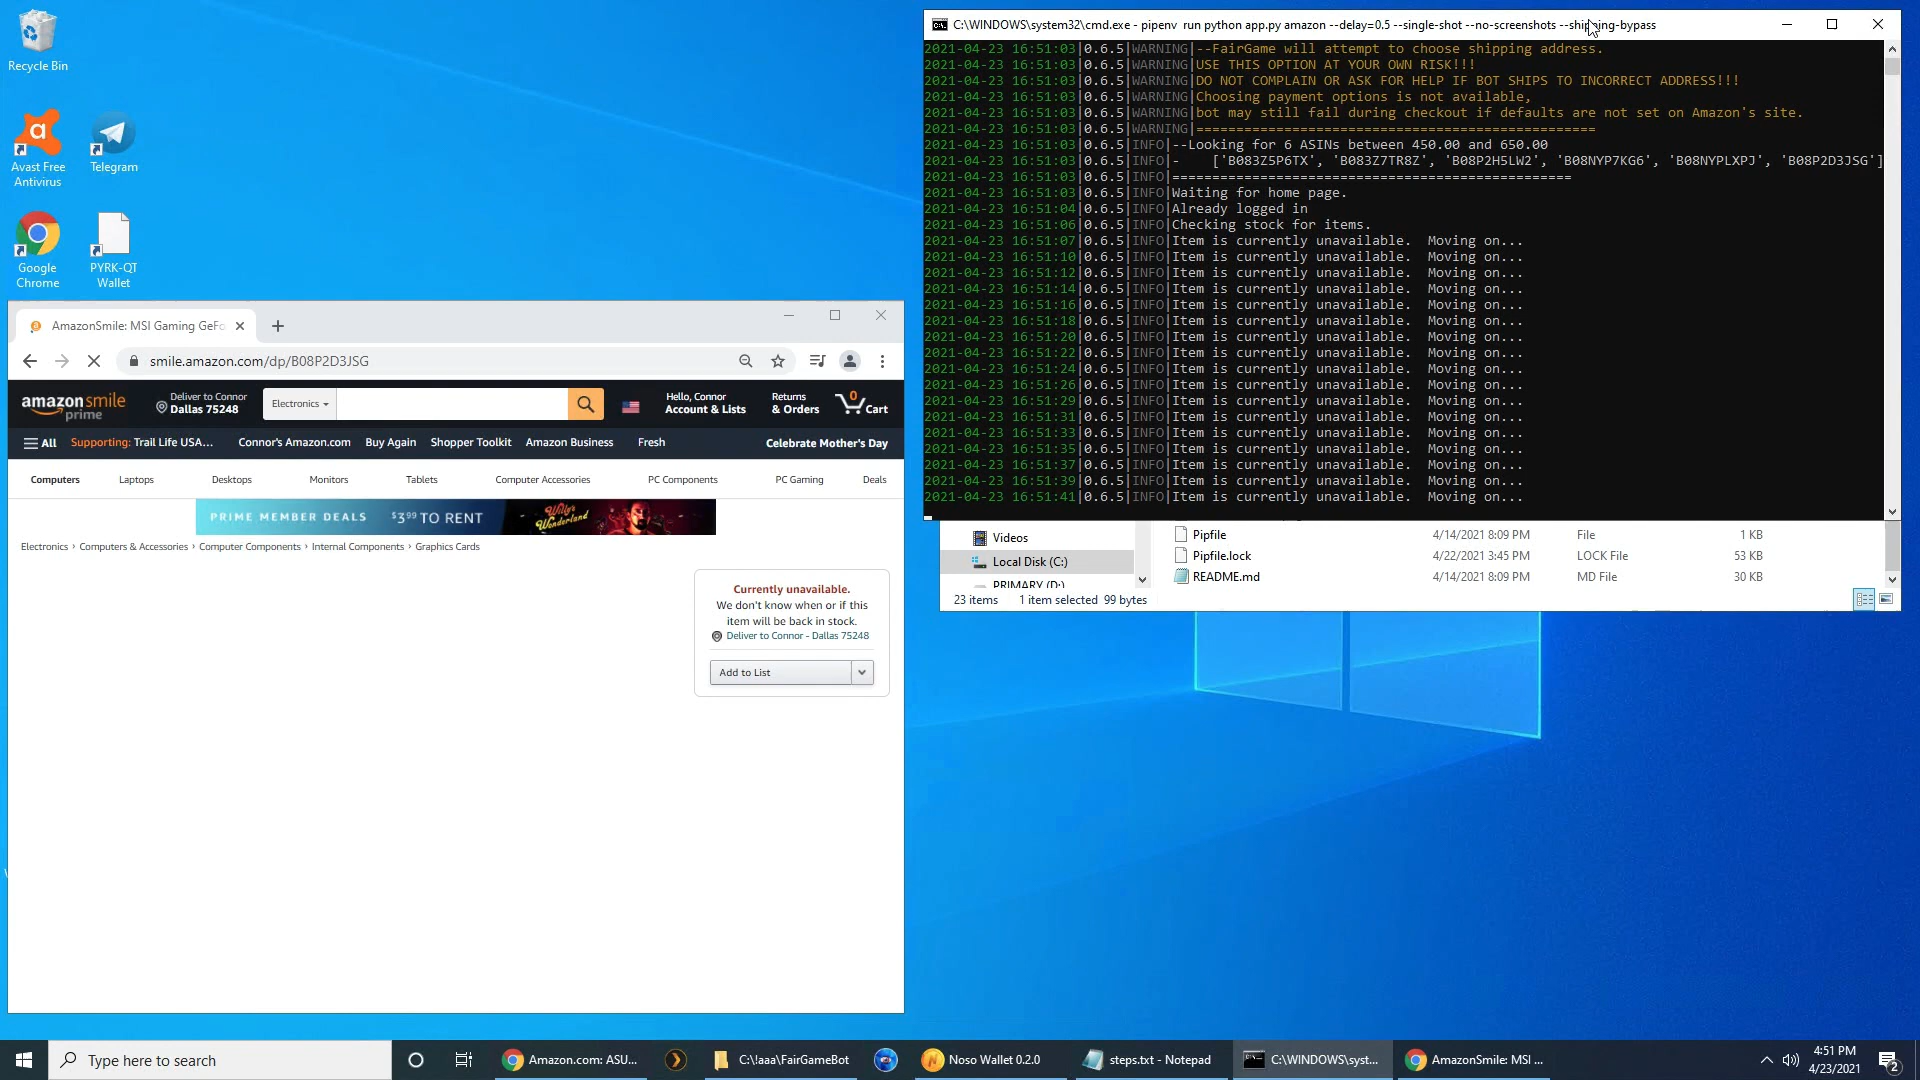 Recycle Bin
Avast Free
Antivirus
Telegram
Google
Chrome
PYRK-QT
Wallet
C:\WINDOWS\system32\cmd.exe - pipenv  run python app.py amazon --delay=0.5 --single-shot --no-screenshots --shipping-bypass
2021-04-23 16:51:03|0.6.5|WARNING|--FairGame will attempt to choose shipping address.
2021-04-23 16:51:03|0.6.5|WARNING|USE THIS OPTION AT YOUR OWN RISK!!!
2021-04-23 16:51:03|0.6.5|WARNING|DO NOT COMPLAIN OR ASK FOR HELP IF BOT SHIPS TO INCORRECT ADDRESS!!!
2021-04-23 16:51:03|0.6.5|WARNING|Choosing payment options is not available,
2021-04-23 16:51:03|0.6.5|WARNING|bot may still fail during checkout if defaults are not set on Amazon's site.
2021-04-23 16:51:03|0.6.5|WARNING|==================================================
2021-04-23 16:51:03|0.6.5|INFO|--Looking for 6 ASINs between 450.00 and 650.00
2021-04-23 16:51:03|0.6.5|INFO|-    ['B083Z5P6TX', 'B083Z7TR8Z', 'B08P2H5LW2', 'B08NYP7KG6', 'B08NYPLXPJ', 'B08P2D3JSG']
2021-04-23 16:51:03|0.6.5|INFO|==================================================
2021-04-23 16:51:03|0.6.5|INFO|Waiting for home page.
2021-04-23 16:51:04|0.6.5|INFO|Already logged in
2021-04-23 16:51:06|0.6.5|INFO|Checking stock for items.
2021-04-23 16:51:07|0.6.5|INFO|Item is currently unavailable.  Moving on...
2021-04-23 16:51:10|0.6.5|INFO|Item is currently unavailable.  Moving on...
2021-04-23 16:51:12|0.6.5|INFO|Item is currently unavailable.  Moving on...
2021-04-23 16:51:14|0.6.5|INFO|Item is currently unavailable.  Moving on...
2021-04-23 16:51:16|0.6.5|INFO|Item is currently unavailable.  Moving on...
2021-04-23 16:51:18|0.6.5|INFO|Item is currently unavailable.  Moving on...
2021-04-23 16:51:20|0.6.5|INFO|Item is currently unavailable.  Moving on...
2021-04-23 16:51:22|0.6.5|INFO|Item is currently unavailable.  Moving on...
2021-04-23 16:51:24|0.6.5|INFO|Item is currently unavailable.  Moving on...
2021-04-23 16:51:26|0.6.5|INFO|Item is currently unavailable.  Moving on...
2021-04-23 16:51:29|0.6.5|INFO|Item is currently unavailable.  Moving on...
2021-04-23 16:51:31|0.6.5|INFO|Item is currently unavailable.  Moving on...
2021-04-23 16:51:33|0.6.5|INFO|Item is currently unavailable.  Moving on...
2021-04-23 16:51:35|0.6.5|INFO|Item is currently unavailable.  Moving on...
2021-04-23 16:51:37|0.6.5|INFO|Item is currently unavailable.  Moving on...
2021-04-23 16:51:39|0.6.5|INFO|Item is currently unavailable.  Moving on...
2021-04-23 16:51:41|0.6.5|INFO|Item is currently unavailable.  Moving on...
Videos
Local Disk (C:)
PRIMARY (D:)
Pipfile 4/14/2021 8:09 PM File 1 KB
Pipfile.lock 4/22/2021 3:45 PM LOCK File 53 KB
README.md 4/14/2021 8:09 PM MD File 30 KB
23 items 1 item selected 99 bytes
AmazonSmile: MSI Gaming GeFo
smile.amazon.com/dp/B08P2D3JSG
amazonsmile
prime
Deliver to Connor
Dallas 75248
Electronics
Hello, Connor
Account & Lists
Returns
& Orders
0
Cart
All Supporting: Trail Life USA... Connor's Amazon.com Buy Again Shopper Toolkit Amazon Business Fresh Celebrate Mother's Day
Computers Laptops Desktops Monitors Tablets Computer Accessories PC Components PC Gaming Deals
PRIME MEMBER DEALS $3.99 TO RENT Willy's Wonderland
Electronics › Computers & Accessories › Computer Components › Internal Components › Graphics Cards
Currently unavailable.
We don't know when or if this
item will be back in stock.
Deliver to Connor - Dallas 75248
Add to List
Type here to search
Amazon.com: ASU...
C:\!aaa\FairGameBot
Noso Wallet 0.2.0
steps.txt - Notepad
C:\WINDOWS\syst...
AmazonSmile: MSI ...
4:51 PM
4/23/2021
2